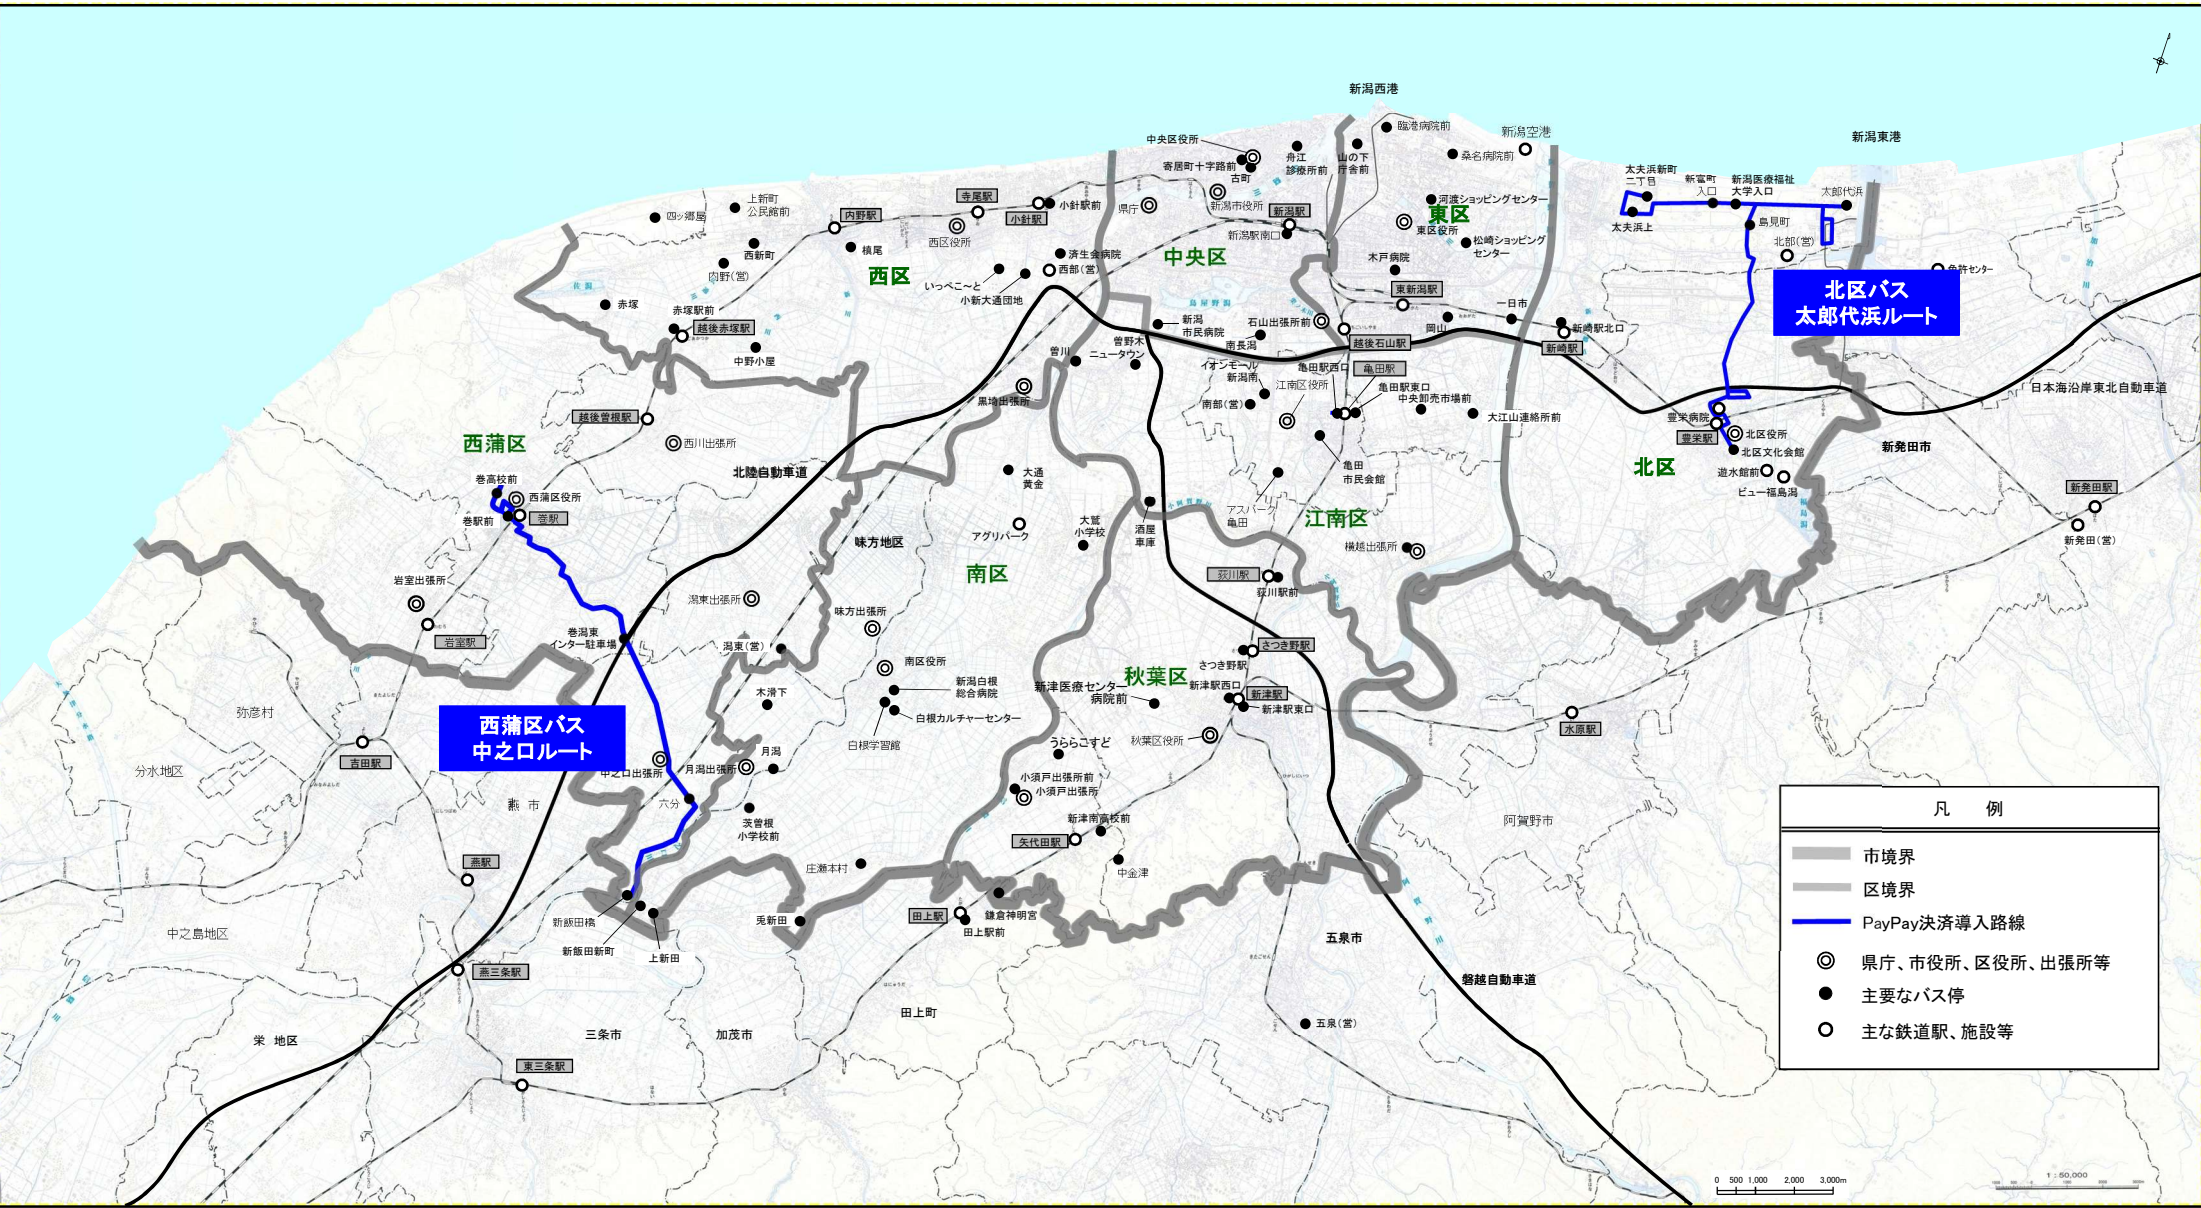 新潟西港
新潟東港
新潟空港
臨港病院前
桑名病院前
山の下
庁舎前
舟江
診療所前
中央区役所
寄居町十字路前
古町
新潟市役所
県庁
新潟駅
新潟駅南口
河渡ショッピングセンター
東区
東区役所
松崎ショッピング
センター
木戸病院
東新潟駅
一日市
岡山
新崎駅北口
新崎駅
石山出張所前
越後石山駅
南長潟
新潟
市民病院
曽野木
ニュータウン
曽川
中央区
鳥屋野潟
太夫浜新町
二丁目
太夫浜上
新富町
入口
新潟医療福祉
大学入口
太郎代浜
島見町
北部(営)
免許センター
北区バス
太郎代浜ルート
日本海沿岸東北自動車道
新発田市
新発田駅
新発田(営)
豊栄病院
豊栄駅
北区役所
北区文化会館
遊水館前
ビュー福島潟
福島潟
北区
四ッ郷屋
上新町
公民館前
西新町
内野(営)
内野駅
槙尾
寺尾駅
西区役所
小針駅
小針駅前
済生会病院
西部(営)
いっぺこ~と
小新大通団地
西区
佐潟
赤塚
赤塚駅前
越後赤塚駅
中野小屋
黒埼出張所
越後曽根駅
西川出張所
西蒲区
北陸自動車道
巻高校前
西蒲区役所
巻駅前
巻駅
岩室出張所
岩室駅
潟東出張所
巻潟東
インター駐車場
潟東(営)
味方地区
味方出張所
南区役所
新潟白根
総合病院
白根カルチャーセンター
白根学習館
木滑下
月潟
月潟出張所
中之口出張所
六分
茨曽根
小学校前
庄瀬本村
兎新田
新飯田橋
新飯田新町
上新田
西蒲区バス
中之口ルート
大通
黄金
アグリパーク
大鷲
小学校
南区
酒屋
車庫
イオンモール
新潟南
南部(営)
江南区役所
亀田駅西口
亀田駅
亀田駅東口
中央卸売市場前
大江山連絡所前
亀田
市民会館
アスパーク
亀田
江南区
横越出張所
荻川駅
荻川駅前
さつき野駅
さつき野駅
秋葉区
新津医療センター
病院前
新津駅西口
新津駅
新津駅東口
秋葉区役所
うららこすど
小須戸出張所前
小須戸出張所
新津南高校前
矢代田駅
中金津
鎌倉神明宮
田上駅
田上駅前
田上町
水原駅
阿賀野市
五泉市
磐越自動車道
五泉(営)
弥彦村
吉田駅
分水地区
燕市
燕駅
中之島地区
燕三条駅
栄 地区
三条市
東三条駅
加茂市
凡 例
市境界
区境界
PayPay決済導入路線
県庁、市役所、区役所、出張所等
主要なバス停
主な鉄道駅、施設等
0 500 1,000 2,000 3,000m
1:50,000